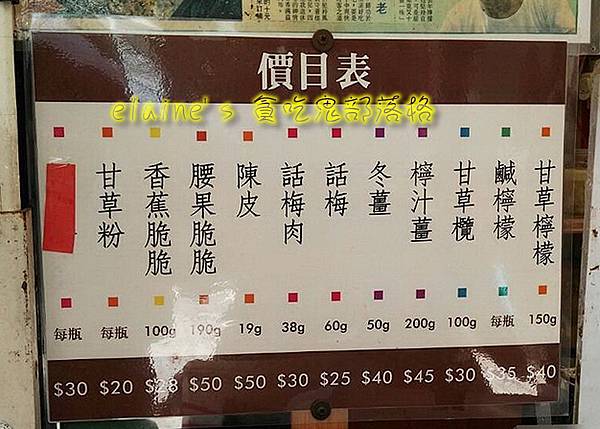 價目表
elaine's 貪吃鬼部落格
甘草檸檬
鹹檸檬
甘草欖
檸汁薑
冬薑
話梅
話梅肉
陳皮
腰果脆脆
香蕉脆脆
甘草粉
每瓶 每瓶 100g 190g 19g 38g 60g 50g 200g 100g 每瓶 150g
$30 $20 $28 $50 $50 $30 $25 $40 $45 $30 $35 $40